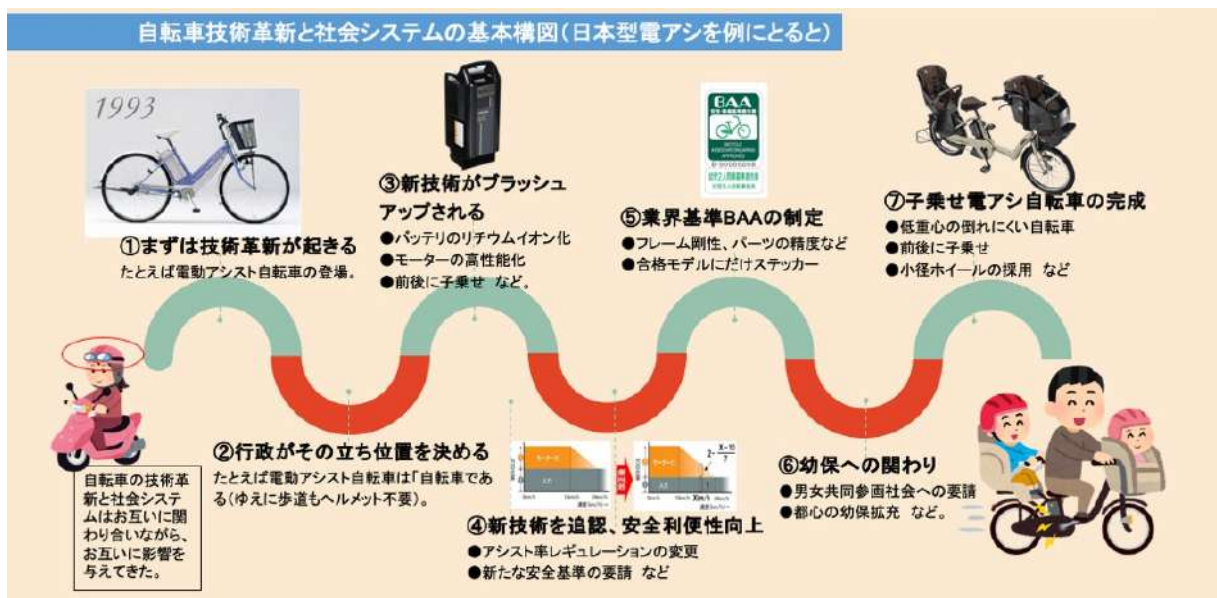 自転車技術革新と社会システムの基本構図(日本型電アシを例にとると)
1993
①まずは技術革新が起きる
たとえば電動アシスト自転車の登場。
③新技術がブラッシュ
アップされる
●バッテリのリチウムイオン化
●モーターの高性能化
●前後に子乗せ など。
BAA
⑤業界基準BAAの制定
●フレーム剛性、パーツの精度など
●合格モデルにだけステッカー
⑦子乗せ電アシ自転車の完成
●低重心の倒れにくい自転車
●前後に子乗せ
●小径ホイールの採用 など
自転車の技術革
新と社会システ
ムはお互いに関
わり合いながら、
お互いに影響を
与えてきた。
②行政がその立ち位置を決める
たとえば電動アシスト自転車は「自転車であ
る(ゆえに歩道もヘルメット不要)。
④新技術を追認、安全利便性向上
●アシスト率レギュレーションの変更
●新たな安全基準の要請 など
⑥幼保への関わり
●男女共同参画社会への要請
●都心の幼保拡充 など。